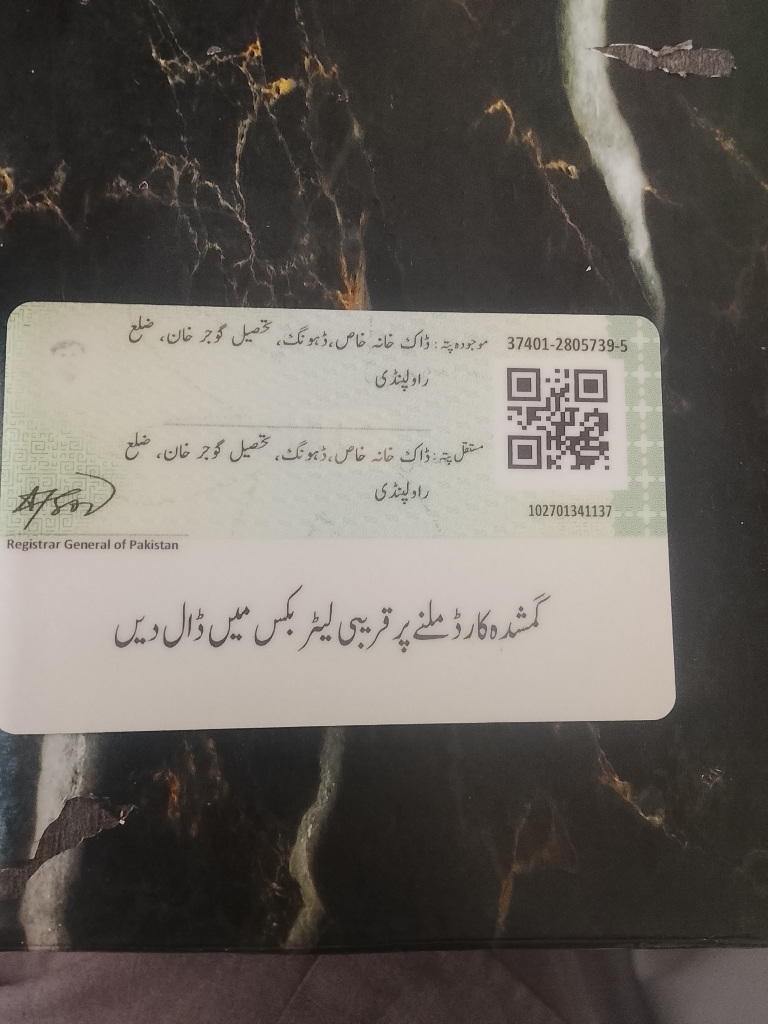 37401-2805739-5
موجودہ پتہ: ڈاک خانہ خاص، ڈہونگ، تحصیل گوجر خان، ضلع
راولپنڈی
مستقل پتہ: ڈاک خانہ خاص، ڈہونگ، تحصیل گوجر خان، ضلع
راولپنڈی
102701341137
Registrar General of Pakistan
گمشدہ کارڈ ملنے پر قریبی لیٹر بکس میں ڈال دیں